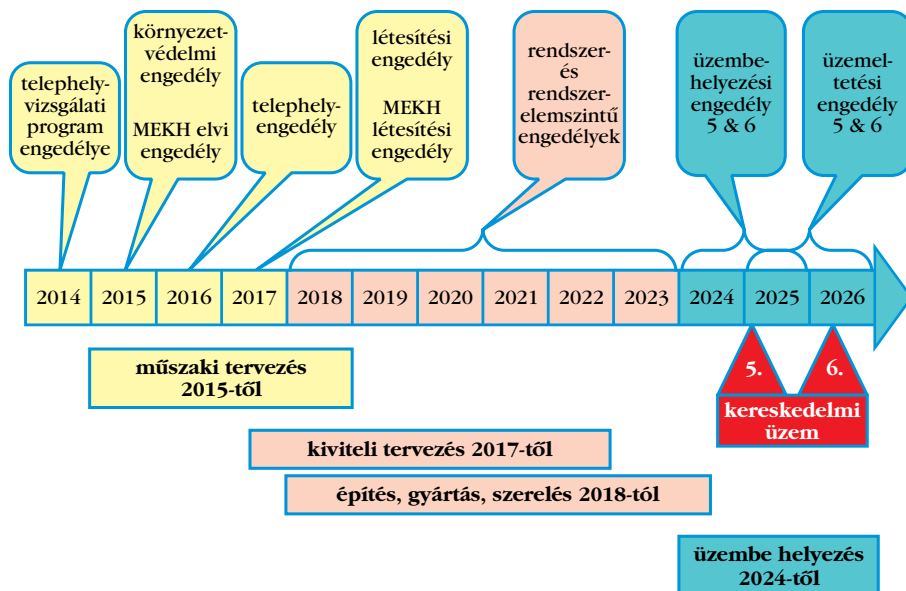 telephely-
vizsgálati
program
engedélye
környezet-
védelmi
engedély
MEKH elvi
engedély
telephely-
engedély
létesítési
engedély
MEKH
létesítési
engedély
rendszer-
és
rendszer-
elemszintű
engedélyek
üzembe-
helyezési
engedély
5 & 6
üzemel-
tetési
engedély
5 & 6
2014 2015 2016 2017 2018 2019 2020 2021 2022 2023 2024 2025 2026
műszaki tervezés
2015-től
5. 6.
kereskedelmi
üzem
kiviteli tervezés 2017-től
építés, gyártás, szerelés 2018-tól
üzembe helyezés
2024-től